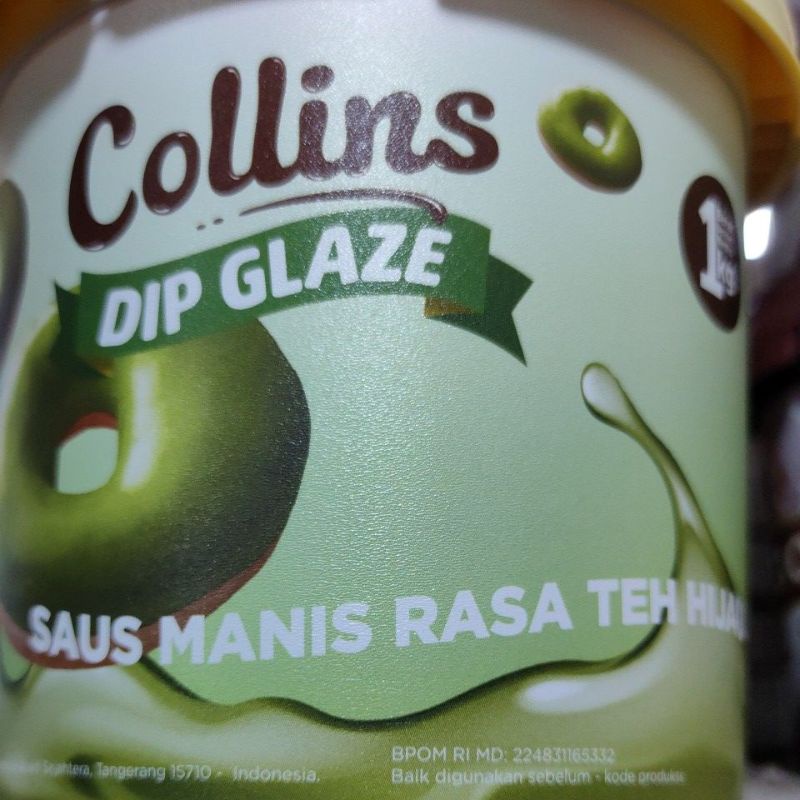 Collins
DIP GLAZE
1
kg
SAUS MANIS RASA TEH HIJAU
Tangerang 15710 - Indonesia.
BPOM RI MD: 224831165332
Baik digunakan sebelum - kode produksi